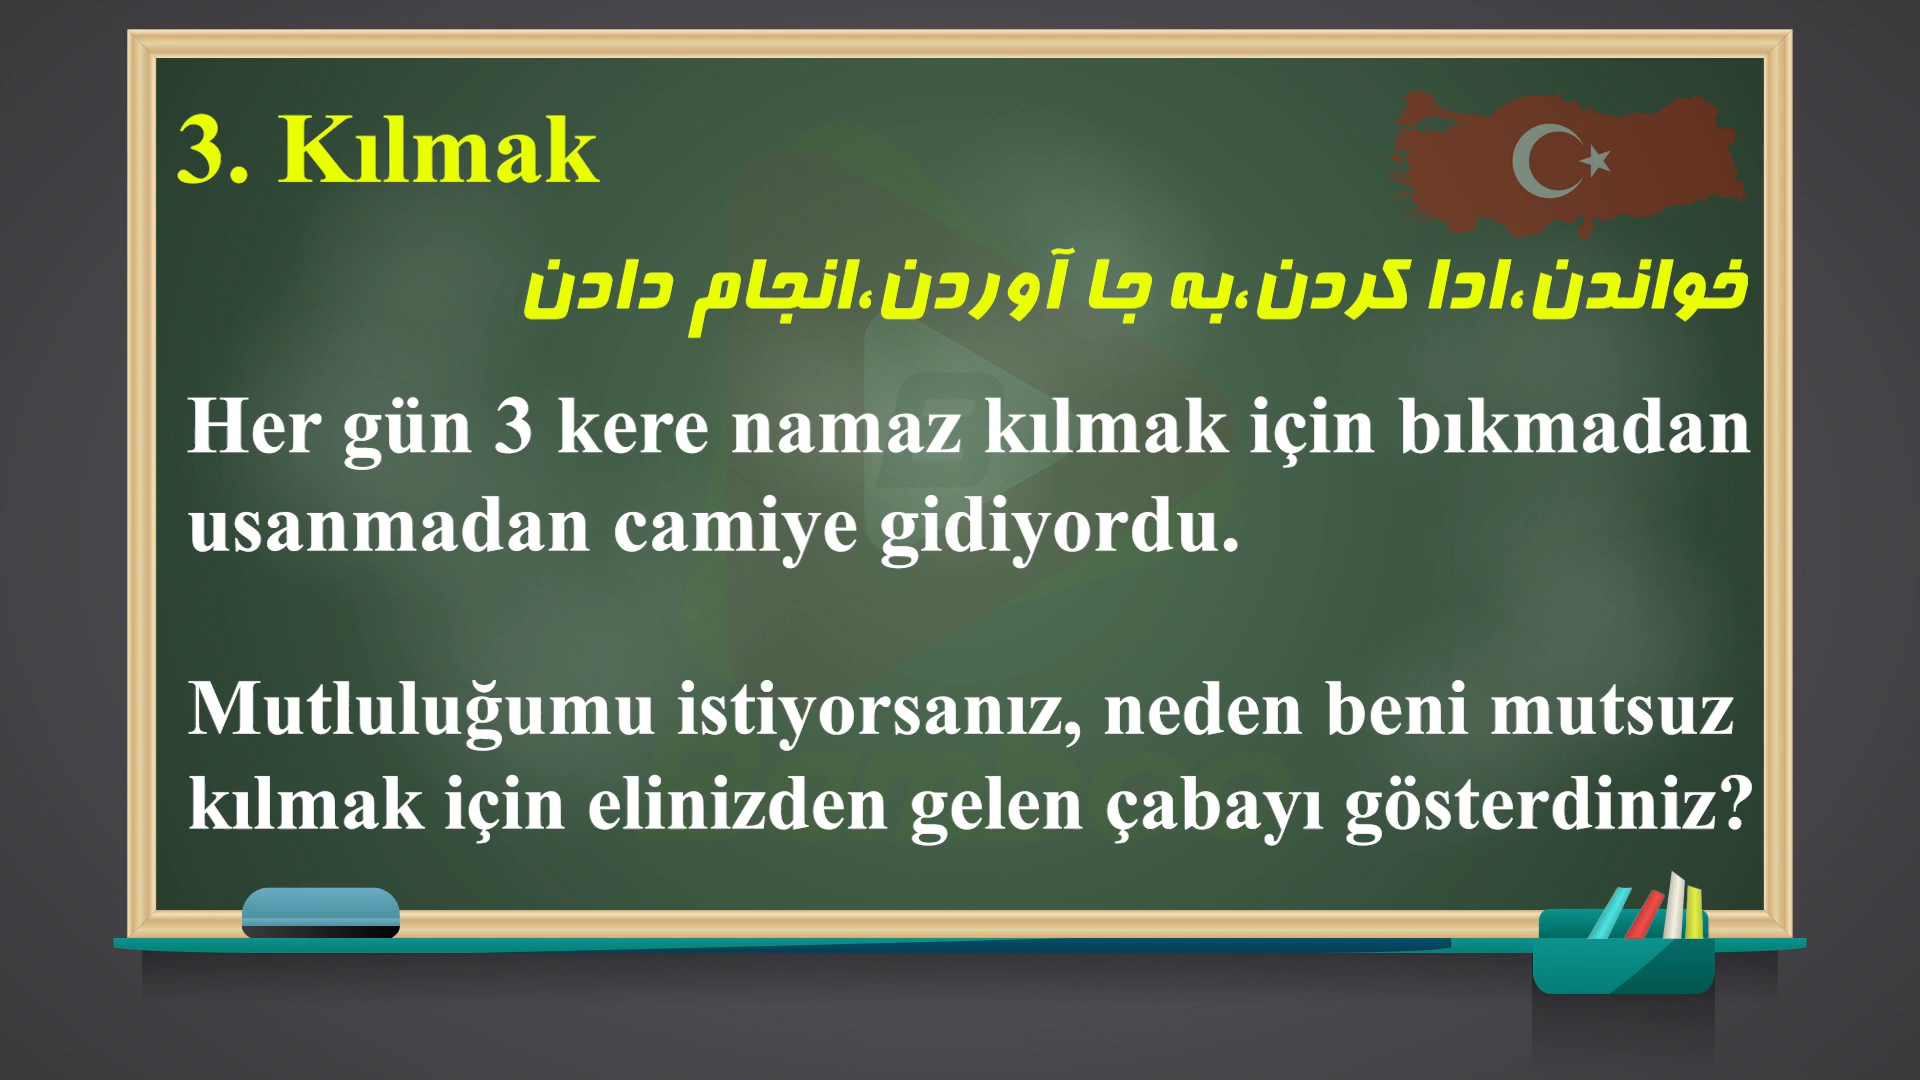 3. Kılmak
خواندن،ادا کردن،به جا آوردن،انجام دادن
Her gün 3 kere namaz kılmak için bıkmadan
usanmadan camiye gidiyordu.
Mutluluğumu istiyorsanız, neden beni mutsuz
kılmak için elinizden gelen çabayı gösterdiniz?